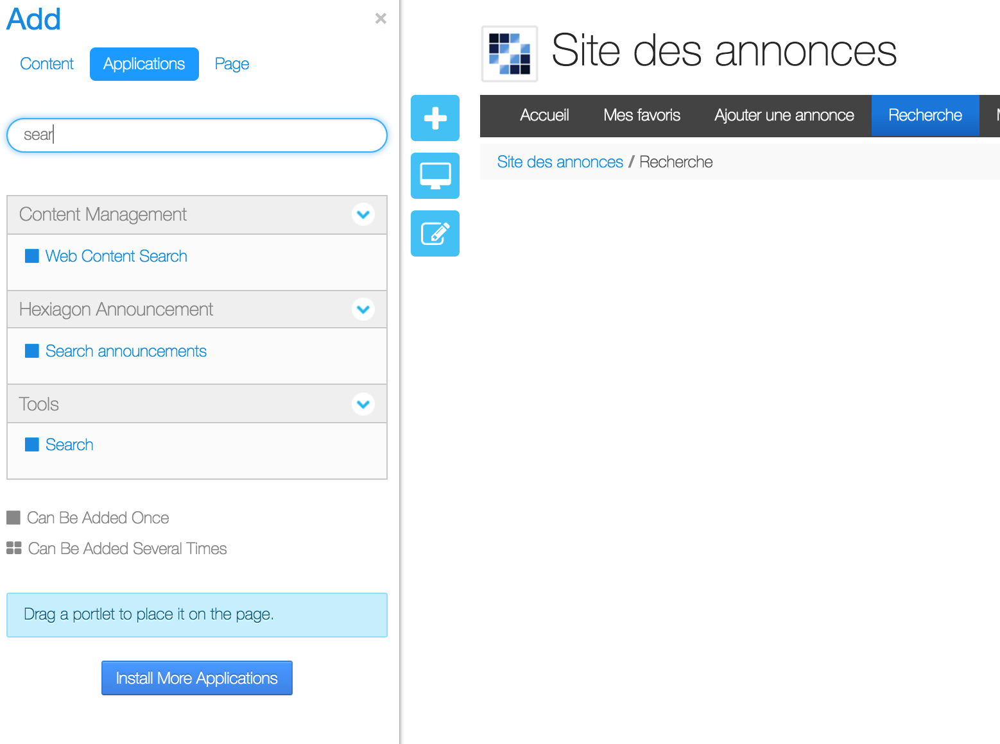 Add
×
Content Applications Page
sear
Content Management
Web Content Search
Hexiagon Announcement
Search announcements
Tools
Search
Can Be Added Once
Can Be Added Several Times
Drag a portlet to place it on the page.
Install More Applications
Site des annonces
Accueil Mes favoris Ajouter une annonce Recherche
Site des annonces / Recherche